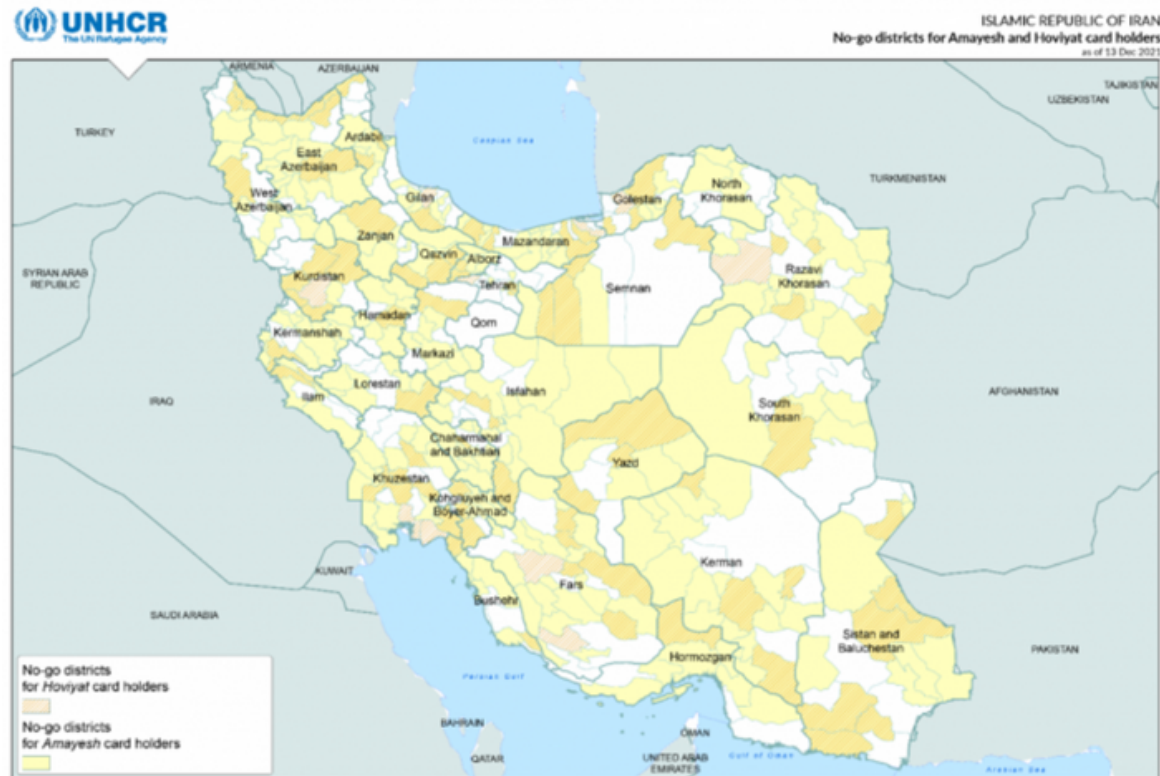 UNHCR
The UN Refugee Agency
ISLAMIC REPUBLIC OF IRAN
No-go districts for Amayesh and Hoviyat card holders
as of 13 Dec 2021
ARMENIA
AZERBAIJAN
TAJIKISTAN
UZBEKISTAN
TURKEY
Caspian Sea
Ardabil
East
Azerbaijan
TURKMENISTAN
North
Khorasan
West
Azerbaijan
Gilan
Golestan
Zanjan
Mazandaran
Qazvin
Alborz
SYRIAN ARAB
REPUBLIC
Kurdistan
Tehran
Semnan
Razavi
Khorasan
Hamadan
Qom
Kermanshah
Markazi
Lorestan
Isfahan
Ilam
IRAQ
AFGHANISTAN
South
Khorasan
Chaharmahal
and Bakhtiari
Yazd
Khuzestan
Kohgiluyeh and
Boyer-Ahmad
Kerman
KUWAIT
Fars
Bushehr
SAUDI ARABIA
Sistan and
Baluchestan
PAKISTAN
Hormozgan
No-go districts
for Hoviyat card holders
Persian Gulf
No-go districts
for Amayesh card holders
BAHRAIN
QATAR
OMAN
UNITED ARAB
EMIRATES
Gulf of Oman
Arabian Sea